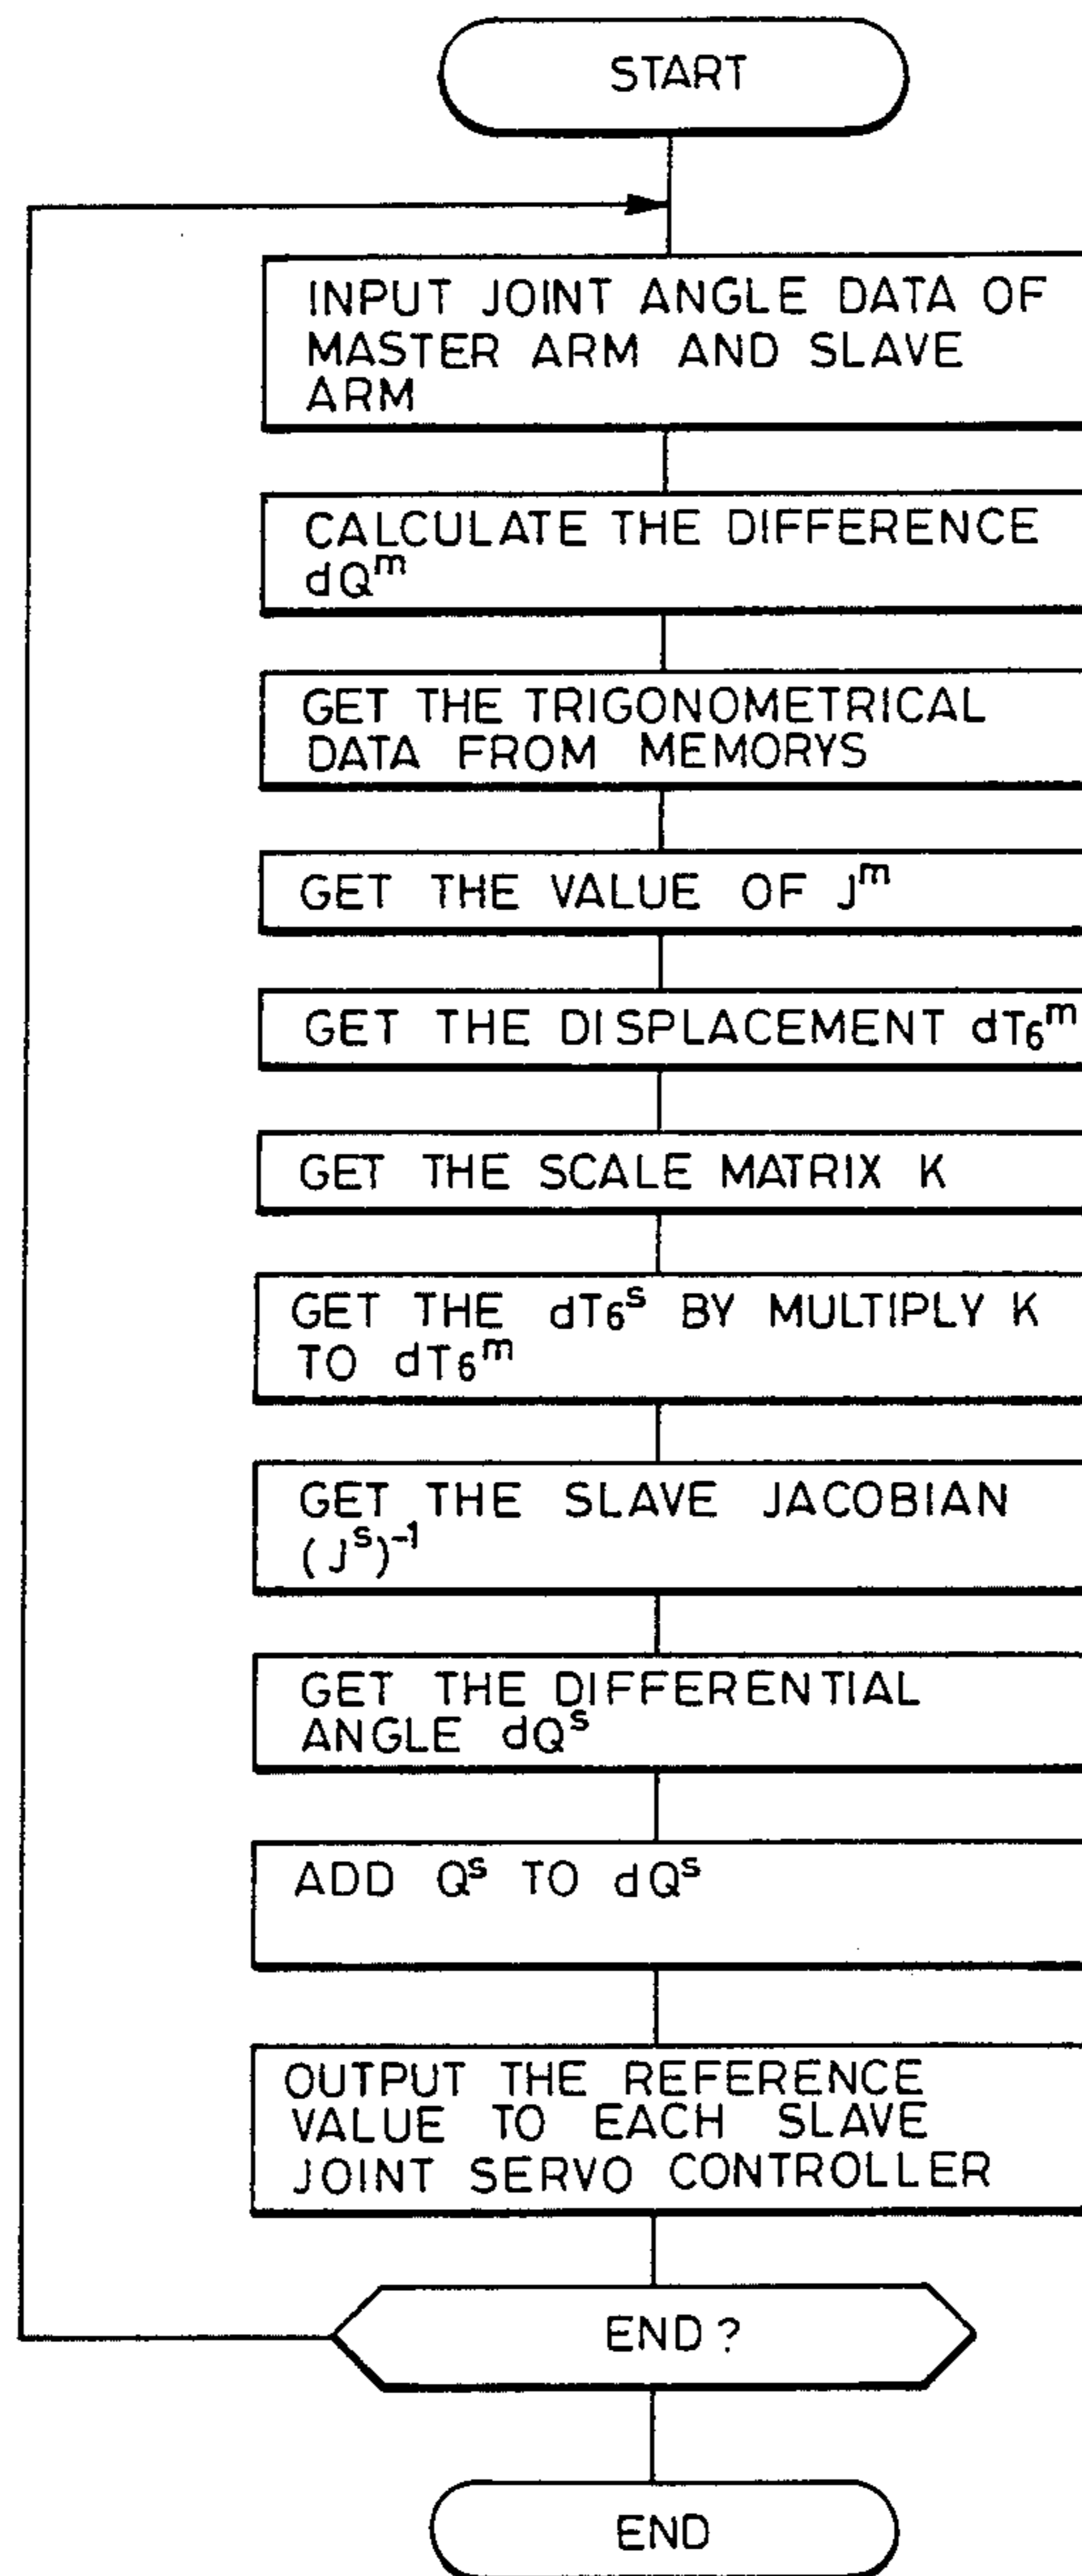 START
INPUT JOINT ANGLE DATA OF
MASTER ARM AND SLAVE
ARM
CALCULATE THE DIFFERENCE
dQᵐ
GET THE TRIGONOMETRICAL
DATA FROM MEMORYS
GET THE VALUE OF Jᵐ
GET THE DISPLACEMENT dT₆ᵐ
GET THE SCALE MATRIX K
GET THE dT₆ˢ BY MULTIPLY K
TO dT₆ᵐ
GET THE SLAVE JACOBIAN
(Jˢ)⁻¹
GET THE DIFFERENTIAL
ANGLE dQˢ
ADD Qˢ TO dQˢ
OUTPUT THE REFERENCE
VALUE TO EACH SLAVE
JOINT SERVO CONTROLLER
END ?
END